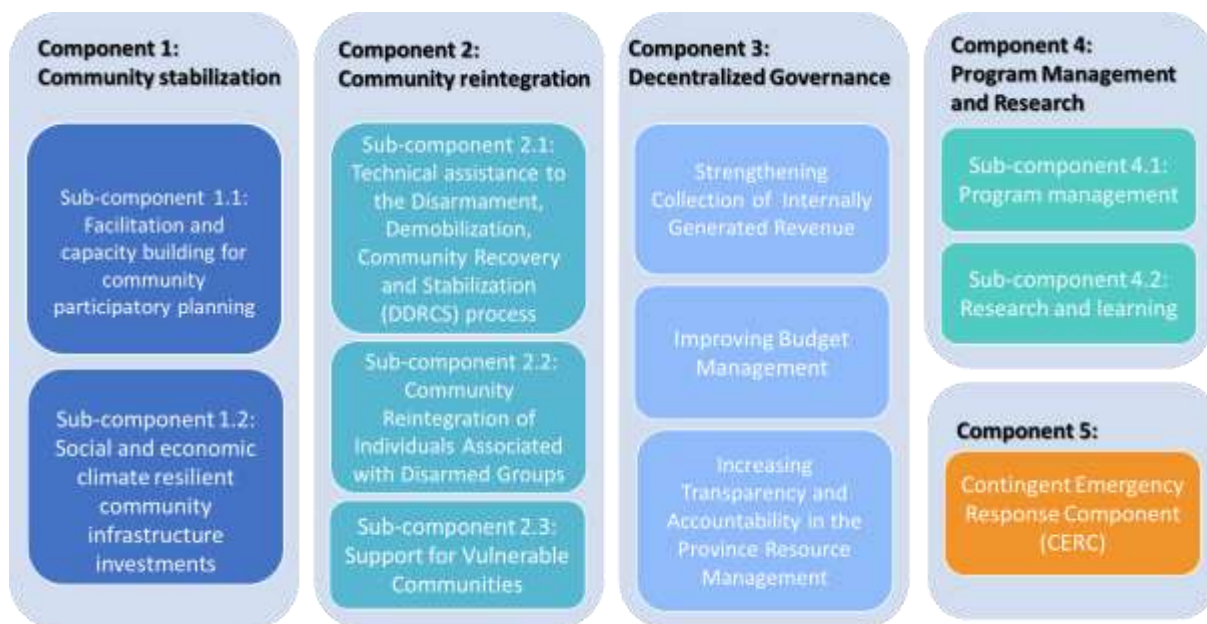 Component 1:
Community stabilization
Sub-component 1.1:
Facilitation and
capacity building for
community
participatory planning
Sub-component 1.2:
Social and economic
climate resilient
community
infrastructure
investments
Component 2:
Community reintegration
Sub-component 2.1:
Technical assistance to
the Disarmament,
Demobilization,
Community Recovery
and Stabilization
(DDRCS) process
Sub-component 2.2:
Community
Reintegration of
Individuals Associated
with Disarmed Groups
Sub-component 2.3:
Support for Vulnerable
Communities
Component 3:
Decentralized Governance
Strengthening
Collection of Internally
Generated Revenue
Improving Budget
Management
Increasing
Transparency and
Accountability in the
Province Resource
Management
Component 4:
Program Management
and Research
Sub-component 4.1:
Program management
Sub-component 4.2:
Research and learning
Component 5:
Contingent Emergency
Response Component
(CERC)